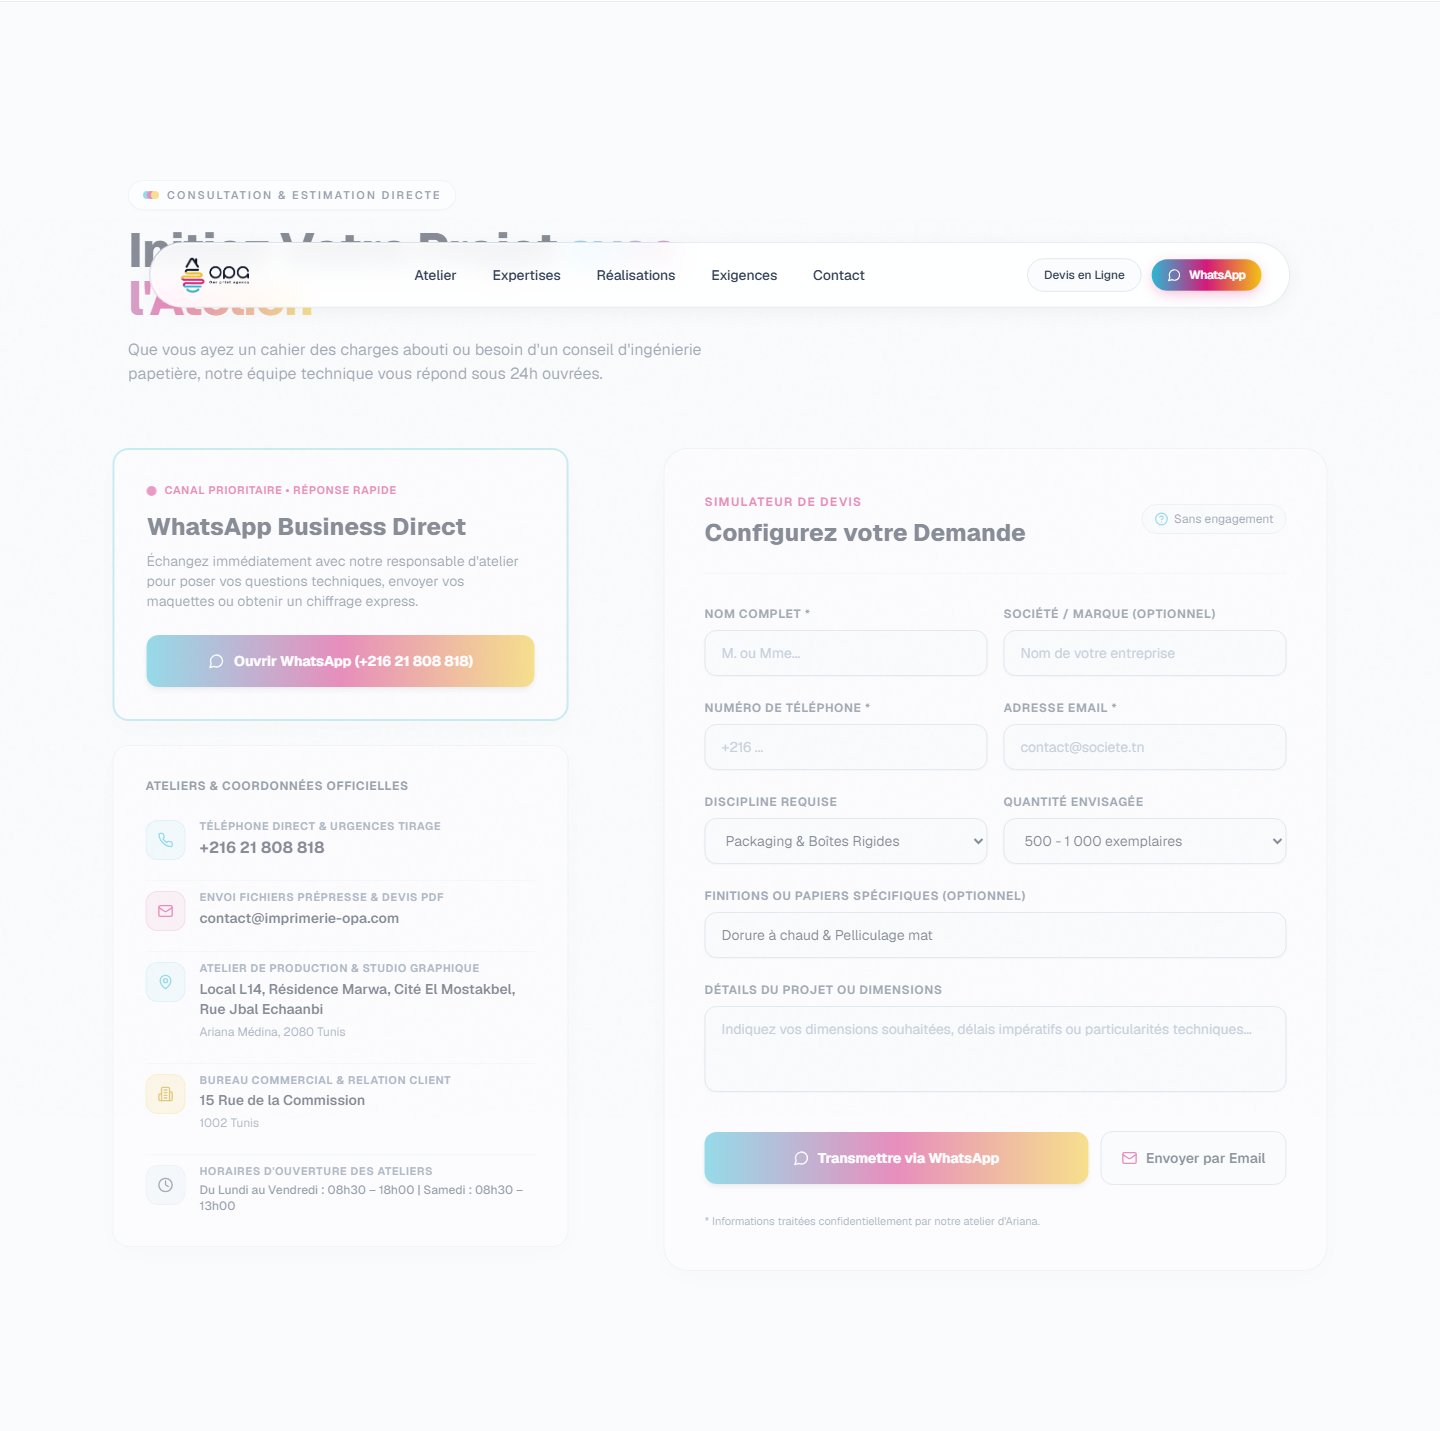 CONSULTATION & ESTIMATION DIRECTE
Initiez Votre Projet avec
l'Atelier
opa
Atelier
Expertises
Réalisations
Exigences
Contact
Devis en Ligne
WhatsApp
Que vous ayez un cahier des charges abouti ou besoin d'un conseil d'ingénierie
papetière, notre équipe technique vous répond sous 24h ouvrées.
CANAL PRIORITAIRE • RÉPONSE RAPIDE
WhatsApp Business Direct
Échangez immédiatement avec notre responsable d'atelier
pour poser vos questions techniques, envoyer vos
maquettes ou obtenir un chiffrage express.
Ouvrir WhatsApp (+216 21 808 818)
ATELIERS & COORDONNÉES OFFICIELLES
TÉLÉPHONE DIRECT & URGENCES TIRAGE
+216 21 808 818
ENVOI FICHIERS PRÉPRESSE & DEVIS PDF
contact@imprimerie-opa.com
ATELIER DE PRODUCTION & STUDIO GRAPHIQUE
Local L14, Résidence Marwa, Cité El Mostakbel,
Rue Jbal Echaanbi
Ariana Médina, 2080 Tunis
BUREAU COMMERCIAL & RELATION CLIENT
15 Rue de la Commission
1002 Tunis
HORAIRES D'OUVERTURE DES ATELIERS
Du Lundi au Vendredi : 08h30 – 18h00 | Samedi : 08h30 –
13h00
SIMULATEUR DE DEVIS
Configurez votre Demande
Sans engagement
NOM COMPLET *
M. ou Mme...
SOCIÉTÉ / MARQUE (OPTIONNEL)
Nom de votre entreprise
NUMÉRO DE TÉLÉPHONE *
+216 ...
ADRESSE EMAIL *
contact@societe.tn
DISCIPLINE REQUISE
Packaging & Boîtes Rigides
QUANTITÉ ENVISAGÉE
500 - 1 000 exemplaires
FINITIONS OU PAPIERS SPÉCIFIQUES (OPTIONNEL)
Dorure à chaud & Pelliculage mat
DÉTAILS DU PROJET OU DIMENSIONS
Indiquez vos dimensions souhaitées, délais impératifs ou particularités techniques...
Transmettre via WhatsApp
Envoyer par Email
* Informations traitées confidentiellement par notre atelier d'Ariana.